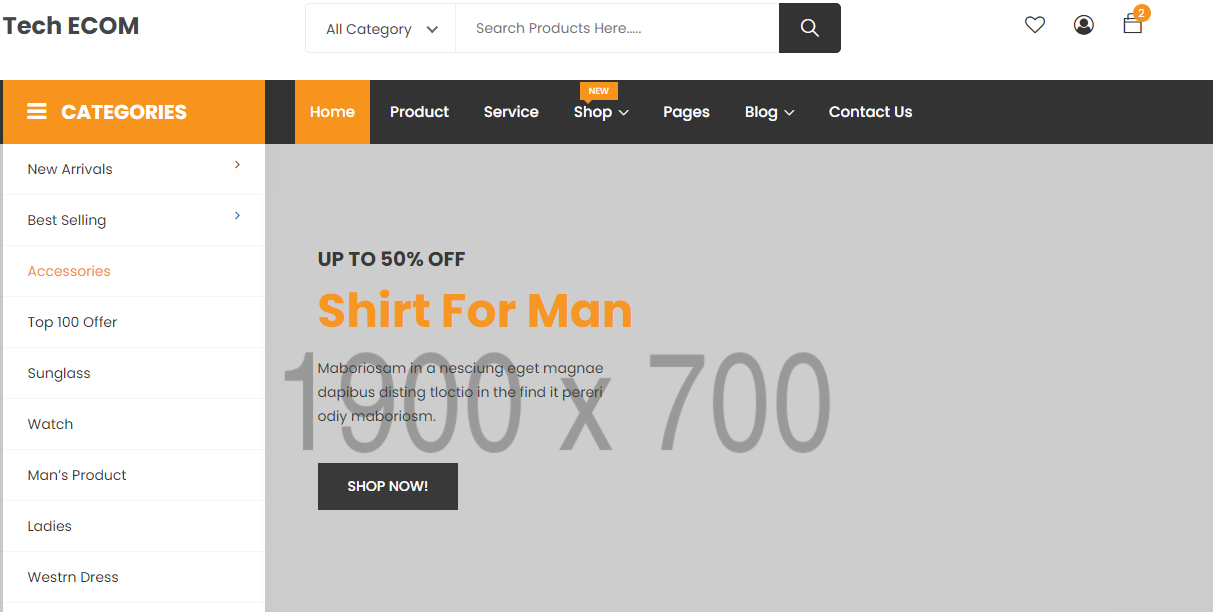 Tech ECOM
All Category
Search Products Here.....
2
CATEGORIES
Home
Product
Service
NEW
Shop
Pages
Blog
Contact Us
New Arrivals
Best Selling
Accessories
Top 100 Offer
Sunglass
Watch
Man’s Product
Ladies
Westrn Dress
UP TO 50% OFF
Shirt For Man
Maboriosam in a nesciung eget magnae
dapibus disting tloctio in the find it pereri
odiy maboriosm.
1900 x 700
SHOP NOW!